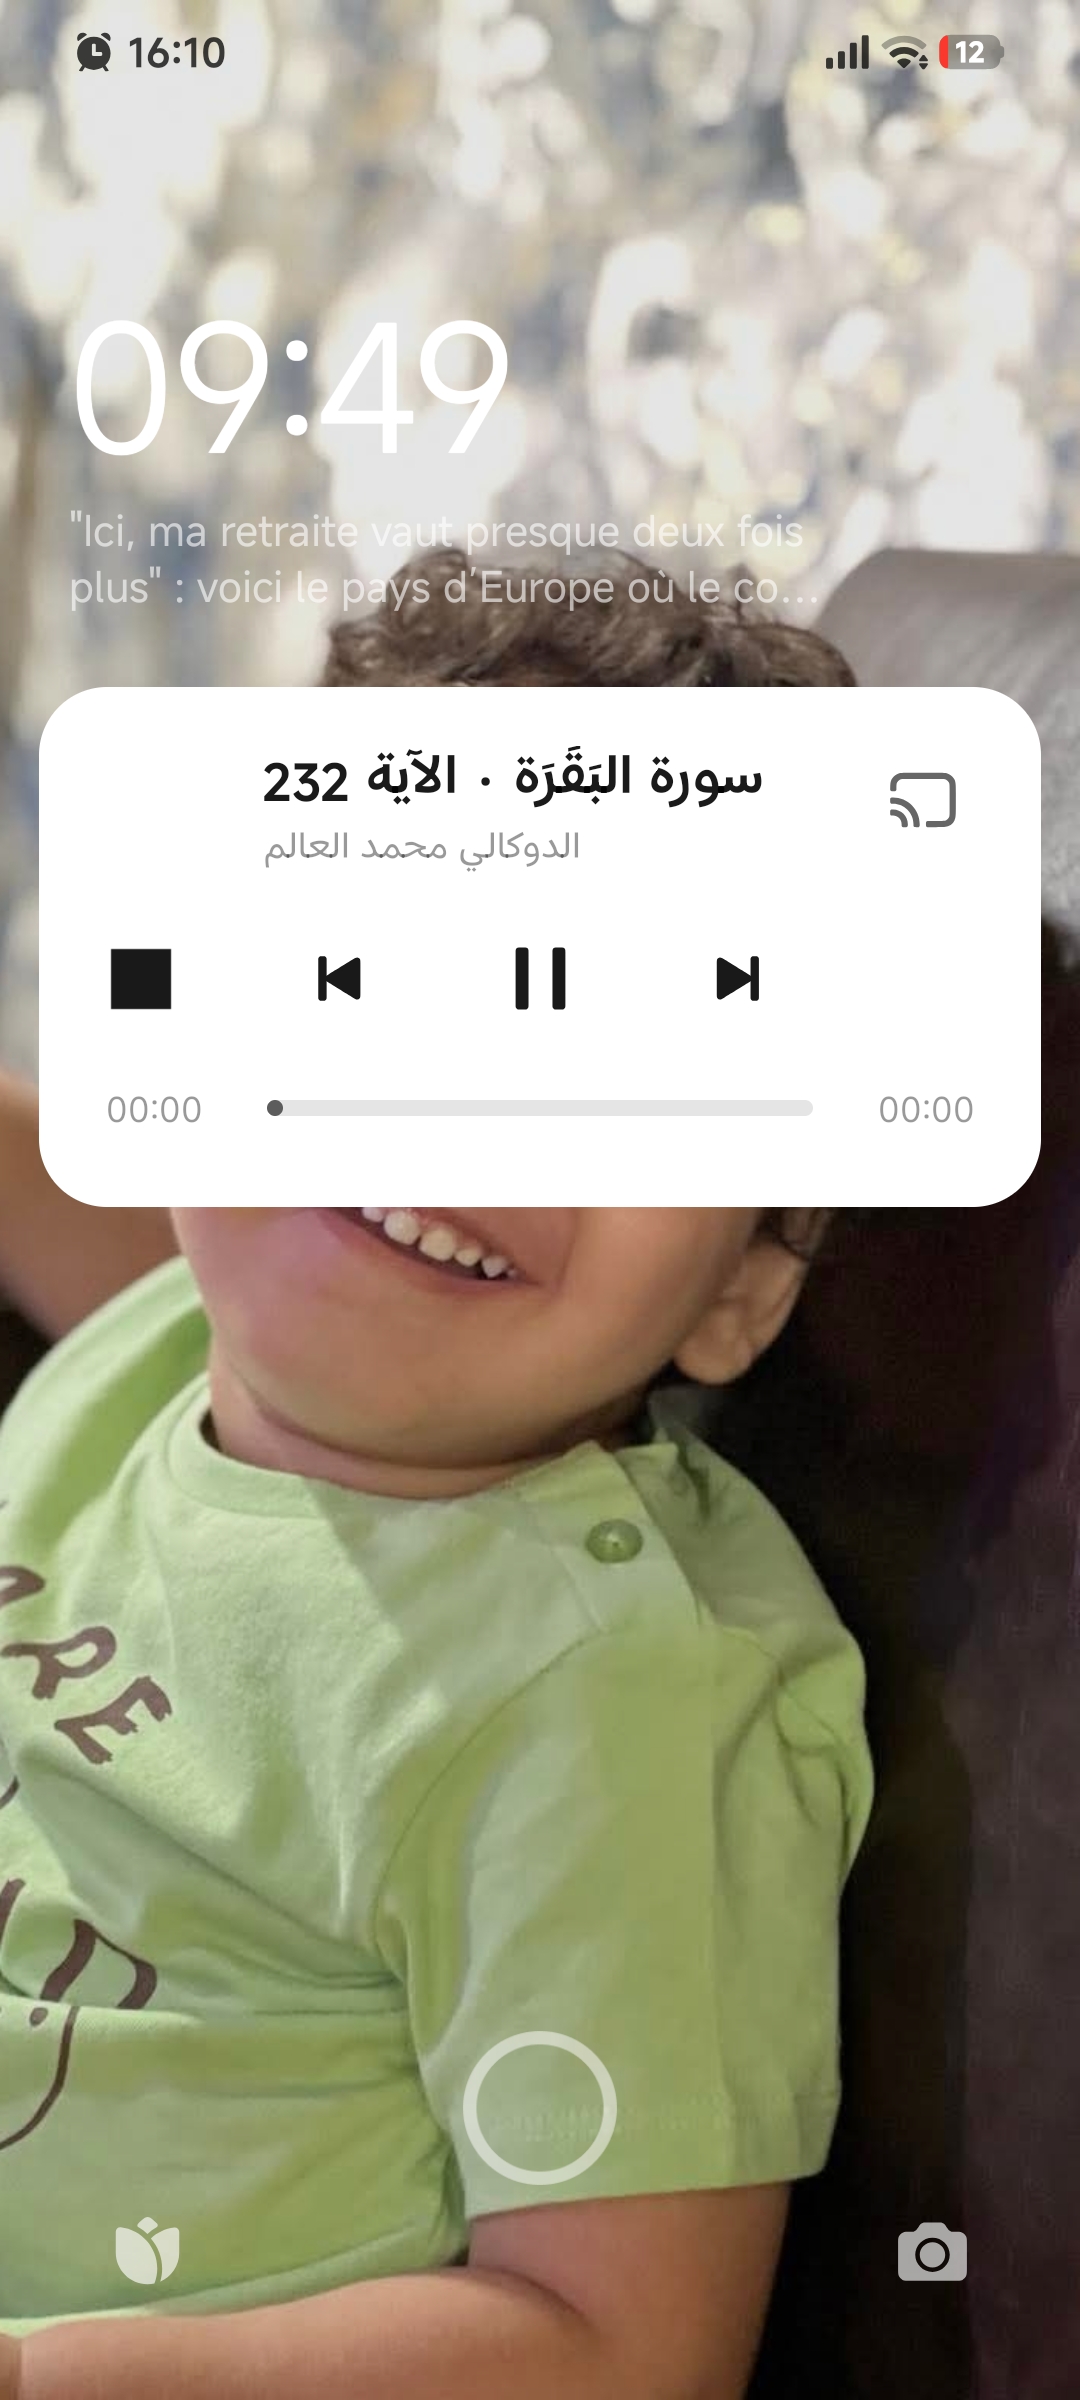 16:10
12
09:49
"Ici, ma retraite vaut presque deux fois
plus" : voici le pays d'Europe où le co...
سورة البَقَرَة · الآية 232
الدوكالي محمد العالم
00:00 00:00